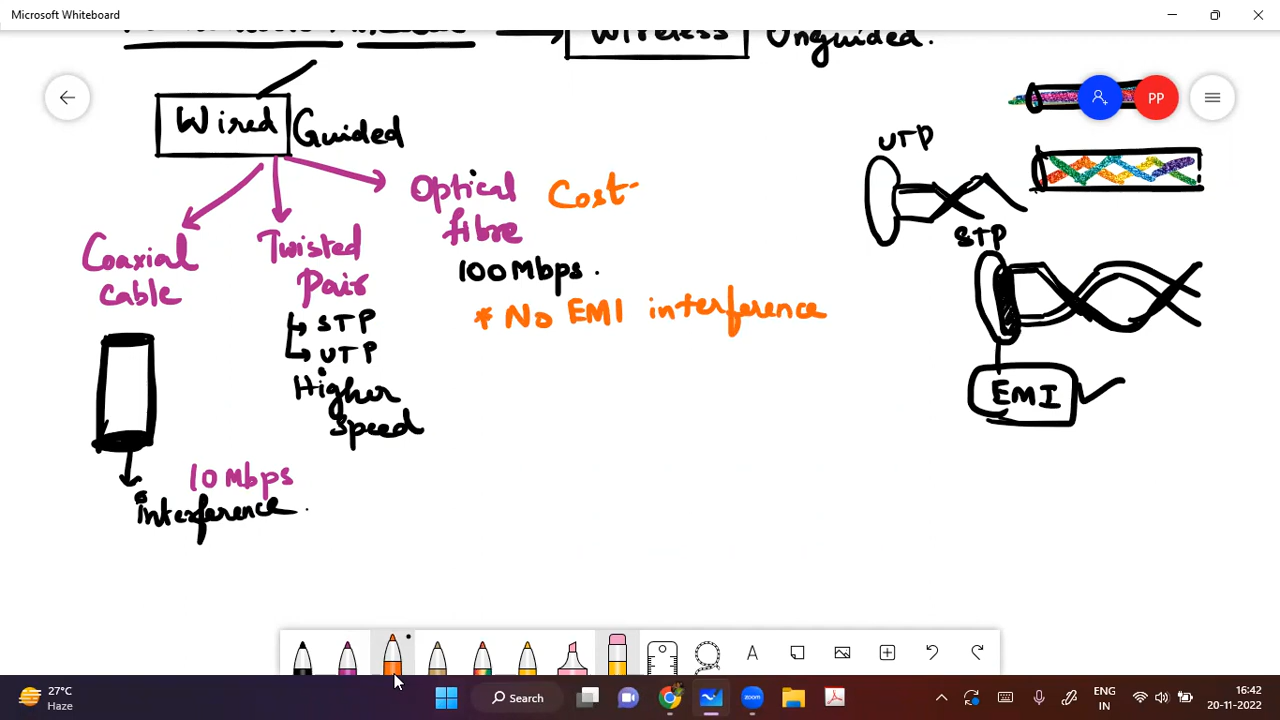 Microsoft Whiteboard
Wireless Unguided.
Wired Guided
PP
UTP
Optical fibre
Cost-
100 Mbps .
* No EMI interference
Coaxial cable
Twisted Pair
STP
UTP
Higher Speed
10 Mbps
interference .
STP
EMI
A
27°C
Haze
Search
zoom
ENG
IN
16:42
20-11-2022